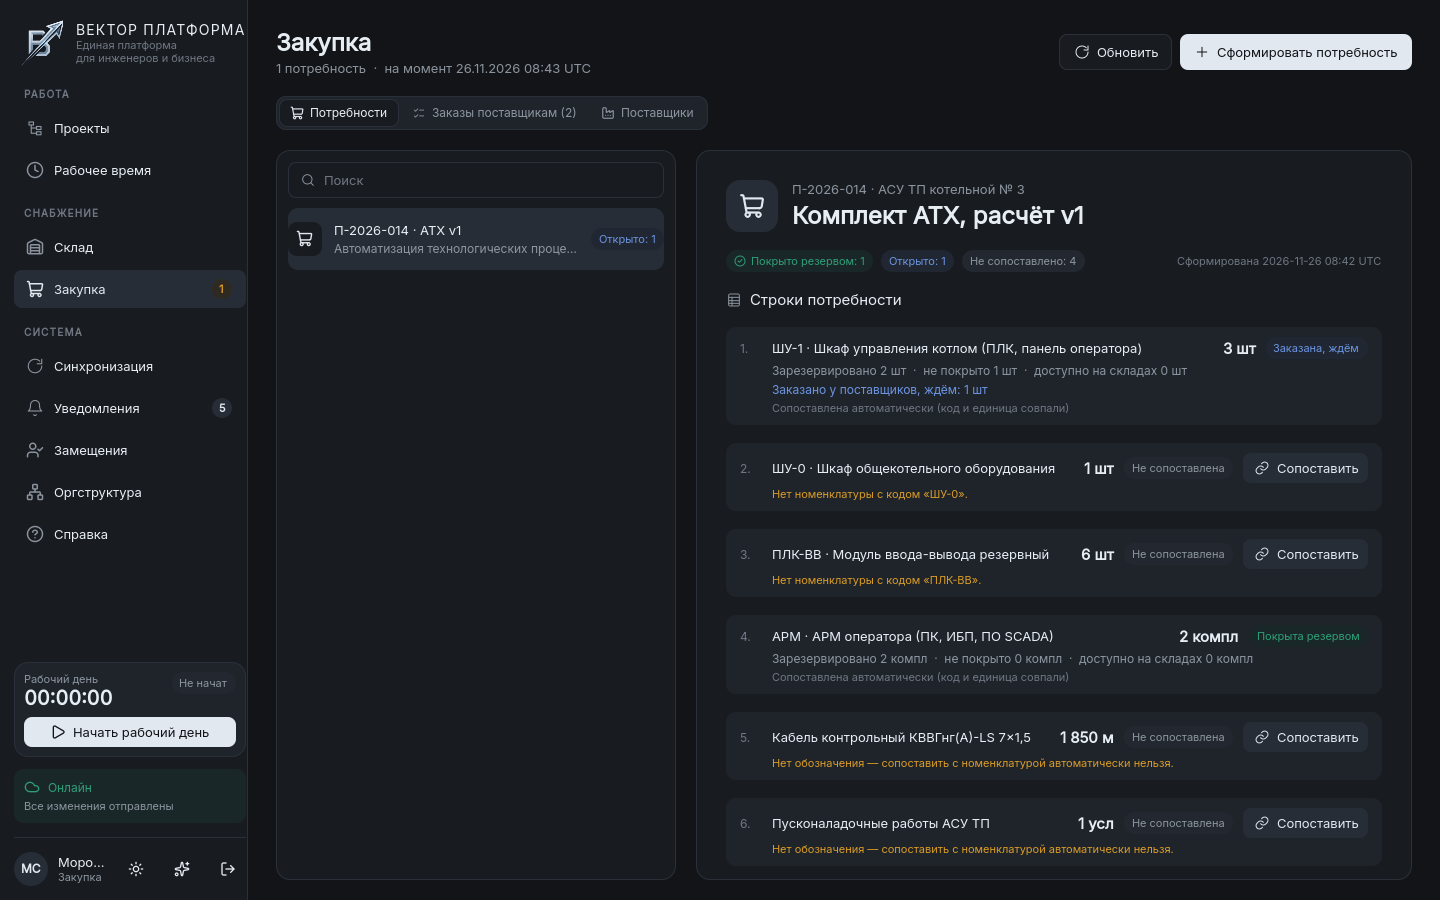 ВЕКТОР ПЛАТФОРМА
Единая платформа
для инженеров и бизнеса
РАБОТА
Проекты
Рабочее время
СНАБЖЕНИЕ
Склад
Закупка
1
СИСТЕМА
Синхронизация
Уведомления
5
Замещения
Оргструктура
Справка
Рабочий день
Не начат
00:00:00
Начать рабочий день
Онлайн
Все изменения отправлены
МС
Моро...
Закупка
Закупка
1 потребность · на момент 26.11.2026 08:43 UTC
Обновить
Сформировать потребность
Потребности
Заказы поставщикам (2)
Поставщики
Поиск
П-2026-014 · АТХ v1
Автоматизация технологических проце...
Открыто: 1
П-2026-014 · АСУ ТП котельной № 3
Комплект АТХ, расчёт v1
Покрыто резервом: 1
Открыто: 1
Не сопоставлено: 4
Сформирована 2026-11-26 08:42 UTC
Строки потребности
1. ШУ-1 · Шкаф управления котлом (ПЛК, панель оператора) 3 шт Заказана, ждём
Зарезервировано 2 шт · не покрыто 1 шт · доступно на складах 0 шт
Заказано у поставщиков, ждём: 1 шт
Сопоставлена автоматически (код и единица совпали)
2. ШУ-0 · Шкаф общекотельного оборудования 1 шт Не сопоставлена Сопоставить
Нет номенклатуры с кодом «ШУ-0».
3. ПЛК-ВВ · Модуль ввода-вывода резервный 6 шт Не сопоставлена Сопоставить
Нет номенклатуры с кодом «ПЛК-ВВ».
4. АРМ · АРМ оператора (ПК, ИБП, ПО SCADA) 2 компл Покрыта резервом
Зарезервировано 2 компл · не покрыто 0 компл · доступно на складах 0 компл
Сопоставлена автоматически (код и единица совпали)
5. Кабель контрольный КВВГнг(А)-LS 7×1,5 1 850 м Не сопоставлена Сопоставить
Нет обозначения — сопоставить с номенклатурой автоматически нельзя.
6. Пусконаладочные работы АСУ ТП 1 усл Не сопоставлена Сопоставить
Нет обозначения — сопоставить с номенклатурой автоматически нельзя.